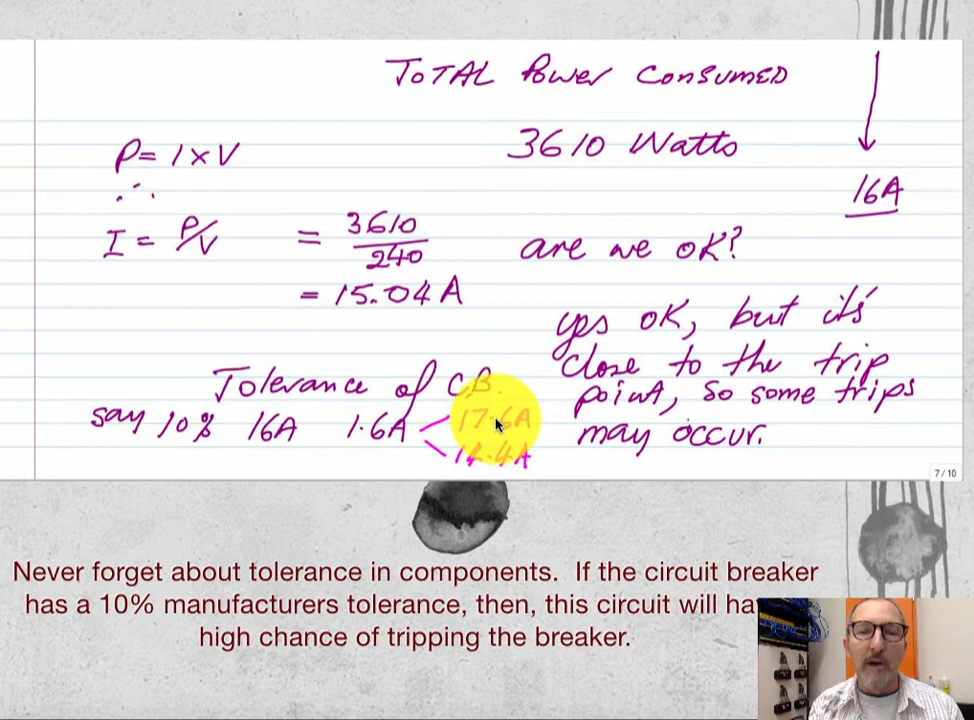 TOTAL Power CONSUMED
P = I x V
3610 Watts
∴
16A
I = P/V = 3610/240
are we OK?
= 15.04 A
yes OK, but it's
close to the trip
point, so some trips
may occur.
Tolerance of C.B.
say 10% 16A 1.6A 17.6A
14.4A
7 / 10
Never forget about tolerance in components. If the circuit breaker
has a 10% manufacturers tolerance, then, this circuit will
high chance of tripping the breaker.